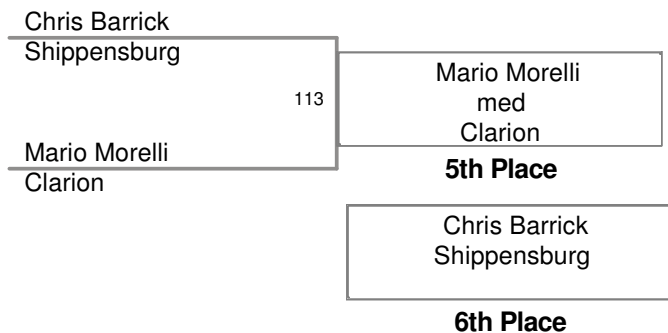 Chris Barrick
Shippensburg
113
Mario Morelli
Clarion
Mario Morelli
med
Clarion
5th Place
Chris Barrick
Shippensburg
6th Place